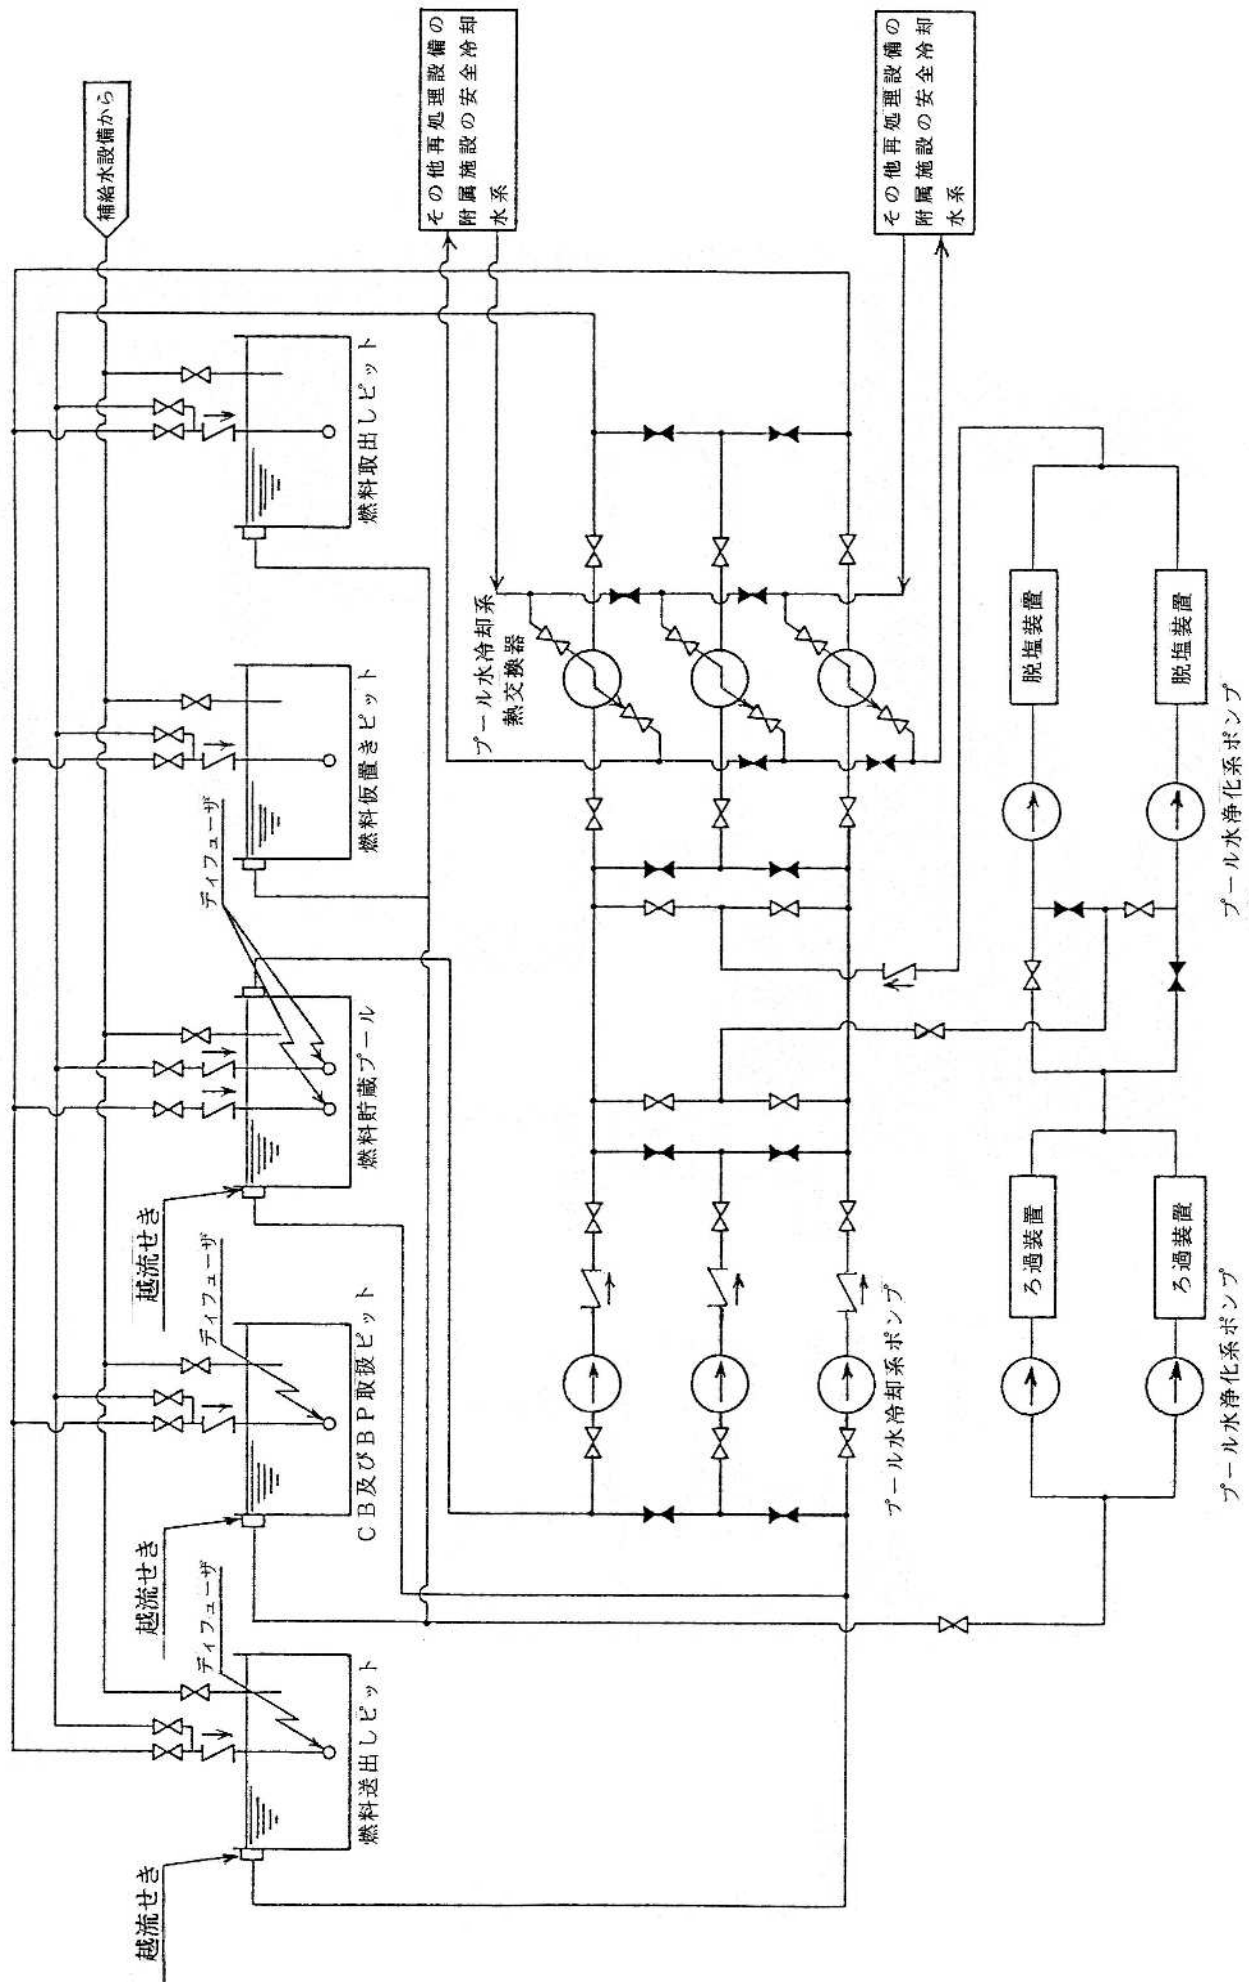 補給水設備から
その他再処理設備の
附属施設の安全冷却
水系
その他再処理設備の
附属施設の安全冷却
水系
越流せき
ディフューザ
燃料送出しピット
越流せき
ディフューザ
CB及びBP取扱ピット
越流せき
ディフューザ
燃料貯蔵プール
燃料仮置きピット
燃料取出しピット
プール水冷却系
熱交換器
プール水冷却系ポンプ
ろ過装置
ろ過装置
プール水浄化系ポンプ
脱塩装置
脱塩装置
プール水浄化系ポンプ